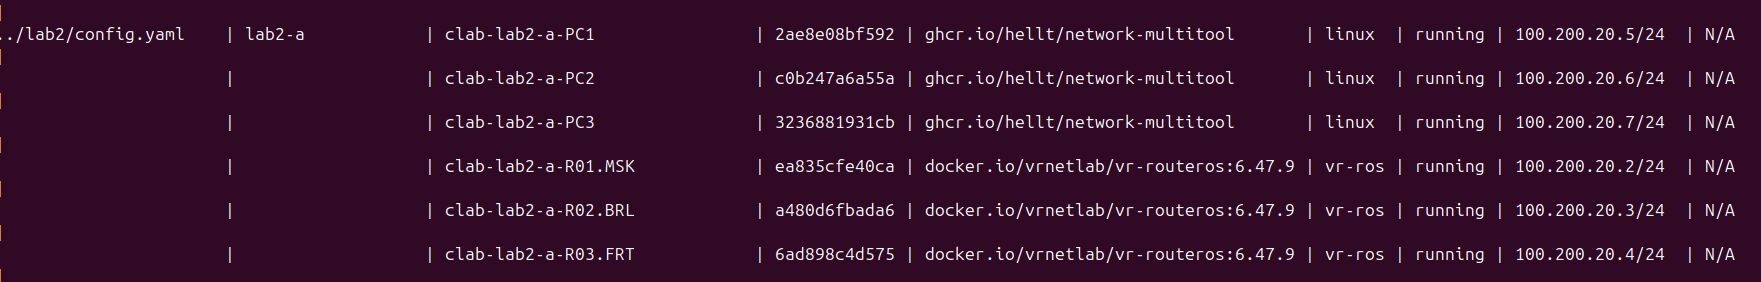 |
../lab2/config.yaml | lab2-a | clab-lab2-a-PC1 | 2ae8e08bf592 | ghcr.io/hellt/network-multitool | linux | running | 100.200.20.5/24 | N/A
|
| | clab-lab2-a-PC2 | c0b247a6a55a | ghcr.io/hellt/network-multitool | linux | running | 100.200.20.6/24 | N/A
|
| | clab-lab2-a-PC3 | 3236881931cb | ghcr.io/hellt/network-multitool | linux | running | 100.200.20.7/24 | N/A
|
| | clab-lab2-a-R01.MSK | ea835cfe40ca | docker.io/vrnetlab/vr-routeros:6.47.9 | vr-ros | running | 100.200.20.2/24 | N/A
|
| | clab-lab2-a-R02.BRL | a480d6fbada6 | docker.io/vrnetlab/vr-routeros:6.47.9 | vr-ros | running | 100.200.20.3/24 | N/A
|
| | clab-lab2-a-R03.FRT | 6ad898c4d575 | docker.io/vrnetlab/vr-routeros:6.47.9 | vr-ros | running | 100.200.20.4/24 | N/A
|